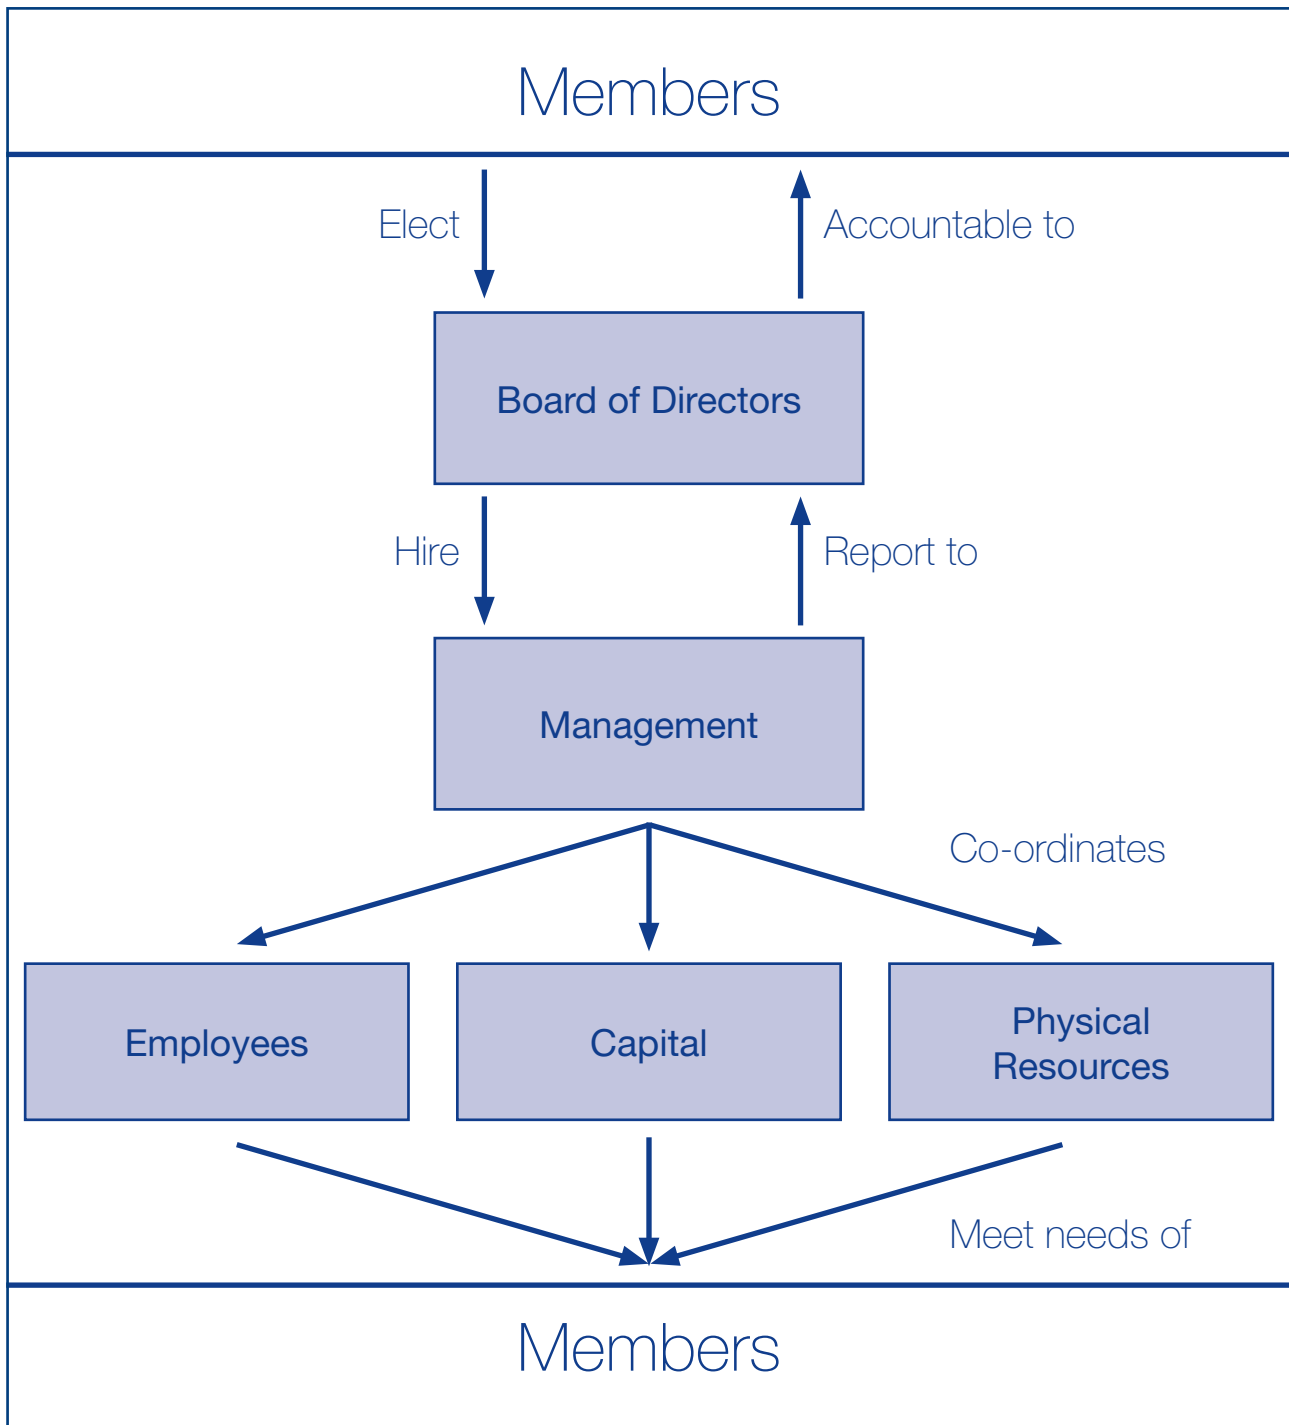 Members
Elect
Accountable to
Board of Directors
Hire
Report to
Management
Co-ordinates
Employees
Capital
Physical
Resources
Meet needs of
Members